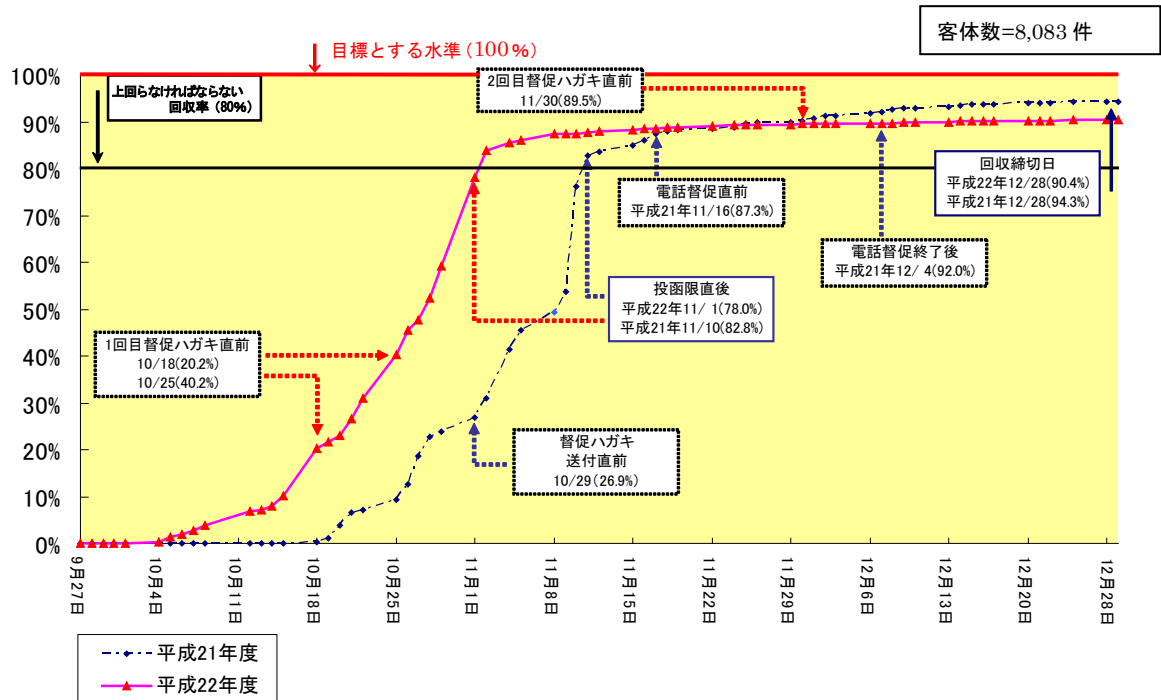 客体数=8,083 件
目標とする水準(100%)
100%
90%
80%
70%
60%
50%
40%
30%
20%
10%
0%
上回らなければならない
回収率(80%)
2回目督促ハガキ直前
11/30(89.5%)
電話督促直前
平成21年11/16(87.3%)
回収締切日
平成22年12/28(90.4%)
平成21年12/28(94.3%)
電話督促終了後
平成21年12/ 4(92.0%)
投函限直後
平成22年11/ 1(78.0%)
平成21年11/10(82.8%)
1回目督促ハガキ直前
10/18(20.2%)
10/25(40.2%)
督促ハガキ
送付直前
10/29(26.9%)
9月27日
10月4日
10月11日
10月18日
10月25日
11月1日
11月8日
11月15日
11月22日
11月29日
12月6日
12月13日
12月20日
12月28日
平成21年度
平成22年度